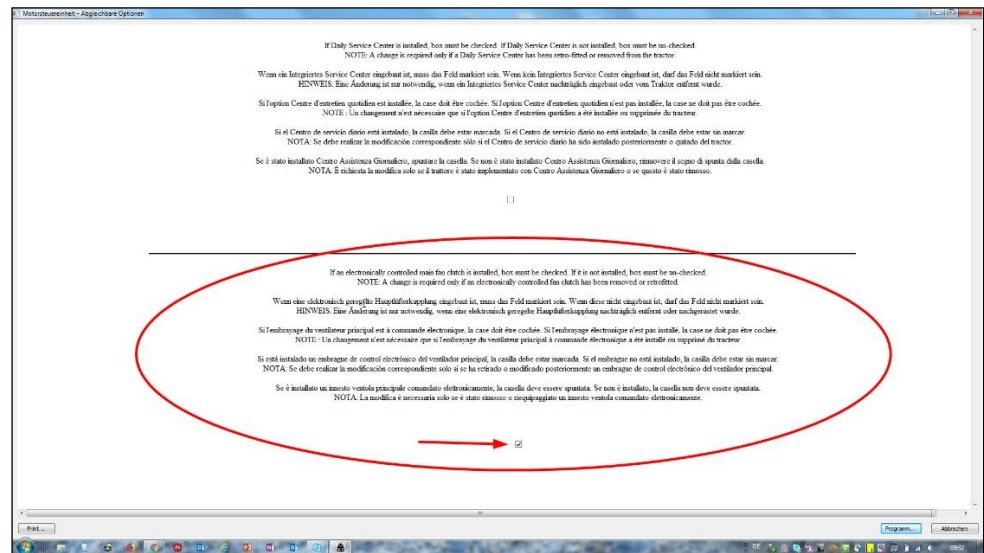 Motorsteuereinheit - Abgleichbare Optionen
If Daily Service Center is installed, box must be checked. If Daily Service Center is not installed, box must be un-checked.
NOTE: A change is required only if a Daily Service Center has been retro-fitted or removed from the tractor.
Wenn ein Integriertes Service Center eingebaut ist, muss das Feld markiert sein. Wenn kein Integriertes Service Center eingebaut ist, darf das Feld nicht markiert sein.
HINWEIS: Eine Änderung ist nur notwendig, wenn ein Integriertes Service Center nachträglich eingebaut oder vom Traktor entfernt wurde.
Si l'option Centre d'entretien quotidien est installée, la case doit être cochée. Si l'option Centre d'entretien quotidien n'est pas installée, la case ne doit pas être cochée.
NOTE : Un changement n'est nécessaire que si l'option Centre d'entretien quotidien a été installée ou supprimée du tracteur.
Si el Centro de servicio diario está instalado, la casilla debe estar marcada. Si el Centro de servicio diario no está instalado, la casilla debe estar sin marcar.
NOTA: Se debe realizar la modificación correspondiente sólo si el Centro de servicio diario ha sido instalado posteriormente o quitado del tractor.
Se è stato installato Centro Assistenza Giornaliero, spuntare la casella. Se non è stato installato Centro Assistenza Giornaliero, rimuovere il segno di spunta dalla casella.
NOTA: È richiesta la modifica solo se il trattore è stato implementato con Centro Assistenza Giornaliero o se questo è stato rimosso.
If an electronically controlled main fan clutch is installed, box must be checked. If it is not installed, box must be un-checked.
NOTE: A change is required only if an electronically controlled fan clutch has been removed or retrofitted.
Wenn eine elektronisch geregelte Hauptlüfterkupplung eingebaut ist, muss das Feld markiert sein. Wenn diese nicht eingebaut ist, darf das Feld nicht markiert sein.
HINWEIS: Eine Änderung ist nur notwendig, wenn eine elektronisch geregelte Hauptlüfterkupplung nachträglich entfernt oder nachgerüstet wurde.
Si l'embrayage du ventilateur principal est à commande électronique, la case doit être cochée. Si l'embrayage électronique n'est pas installé, la case ne doit pas être cochée.
NOTE : Un changement n'est nécessaire que si l'embrayage du ventilateur principal à commande électronique a été installé ou supprimé du tracteur.
Si está instalado un embrague de control electrónico del ventilador principal, la casilla debe estar marcada. Si el embrague no está instalado, la casilla debe estar sin marcar.
NOTA: Se debe realizar la modificación correspondiente solo si se ha retirado o modificado posteriormente un embrague de control electrónico del ventilador principal.
Se è installato un innesto ventola principale comandato elettronicamente, la casella deve essere spuntata. Se non è installato, la casella non deve essere spuntata.
NOTA: La modifica è necessaria solo se è stato rimosso o riequipaggiato un innesto ventola comandato elettronicamente.
Print...
Programm...
Abbrechen
DE
09:32